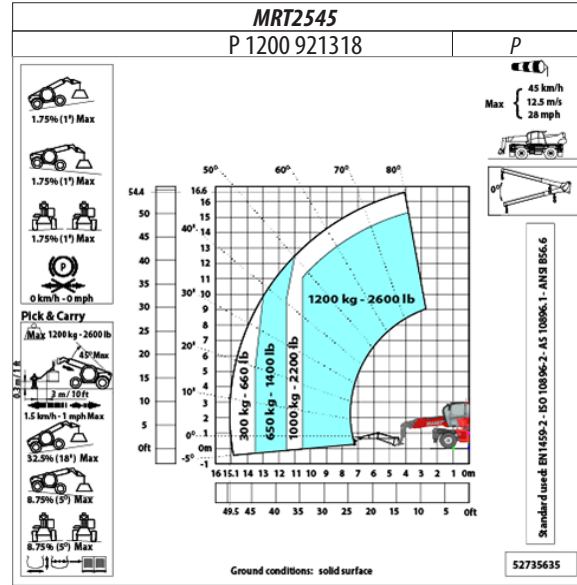 MRT2545
P 1200 921318
P
1.75% (1°) Max
1.75% (1°) Max
1.75% (1°) Max
P
0 km/h - 0 mph
Pick & Carry
Max 1200 kg - 2600 lb
45° Max
0.3 m / 1 ft
3 m / 10 ft
1.5 km/h - 1 mph Max
32.5% (18°) Max
8.75% (5°) Max
8.75% (5°) Max
Max
45 km/h
12.5 m/s
28 mph
0°
50°
60°
70°
80°
40°
30°
20°
10°
0°
-5°
54.4
50
45
40
35
30
25
20
15
10
5
0ft
16.6
16
15
14
13
12
11
10
9
8
7
6
5
4
3
2
1
0m
-1
300 kg - 660 lb
650 kg - 1400 lb
1000 kg - 2200 lb
1200 kg - 2600 lb
16 15.1 14 13 12 11 10 9 8 7 6 5 4 3 2 1 0m
49.5 45 40 35 30 25 20 15 10 5 0ft
Ground conditions: solid surface
Standard used: EN1459-2 - ISO 10896-2 - AS 10896.1 - ANSI B56.6
52735635